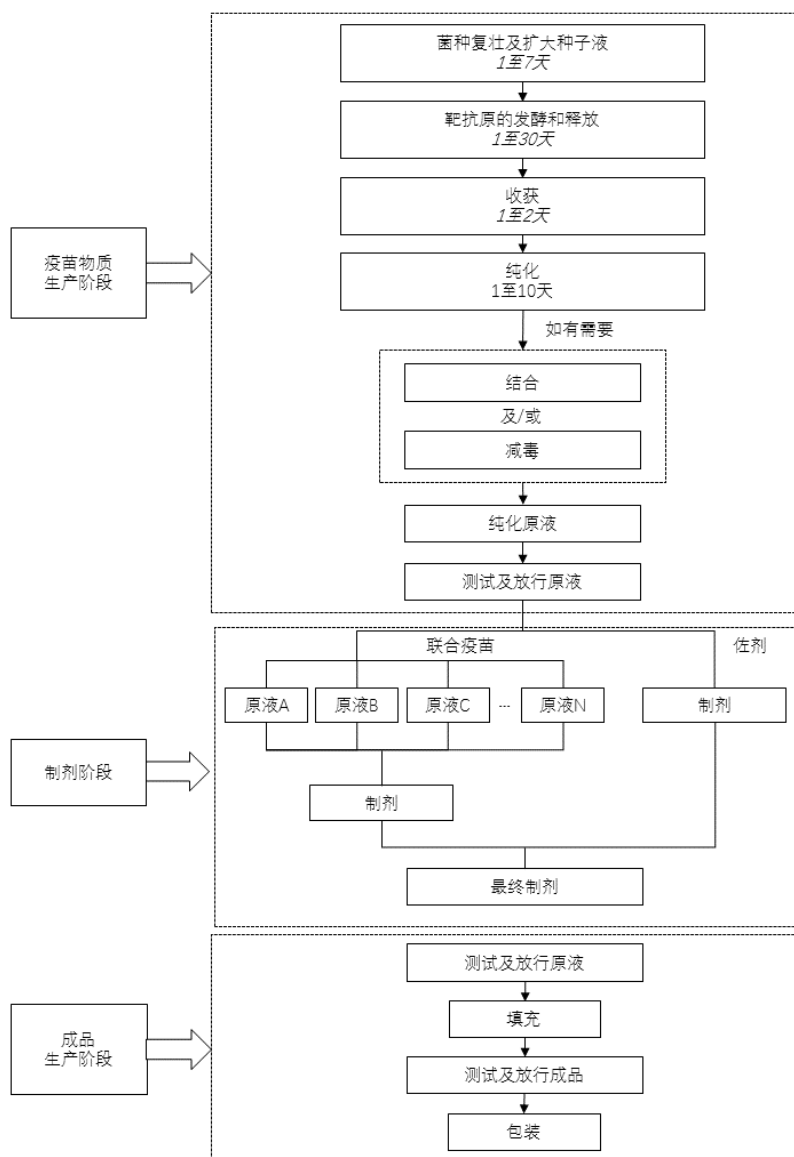 菌种复壮及扩大种子液
1至7天
靶抗原的发酵和释放
1至30天
收获
1至2天
疫苗物质
生产阶段
纯化
1至10天
如有需要
结合
及/或
减毒
纯化原液
测试及放行原液
联合疫苗
佐剂
原液A
原液B
原液C
...
原液N
制剂
制剂阶段
制剂
最终制剂
测试及放行原液
填充
成品
生产阶段
测试及放行成品
包装